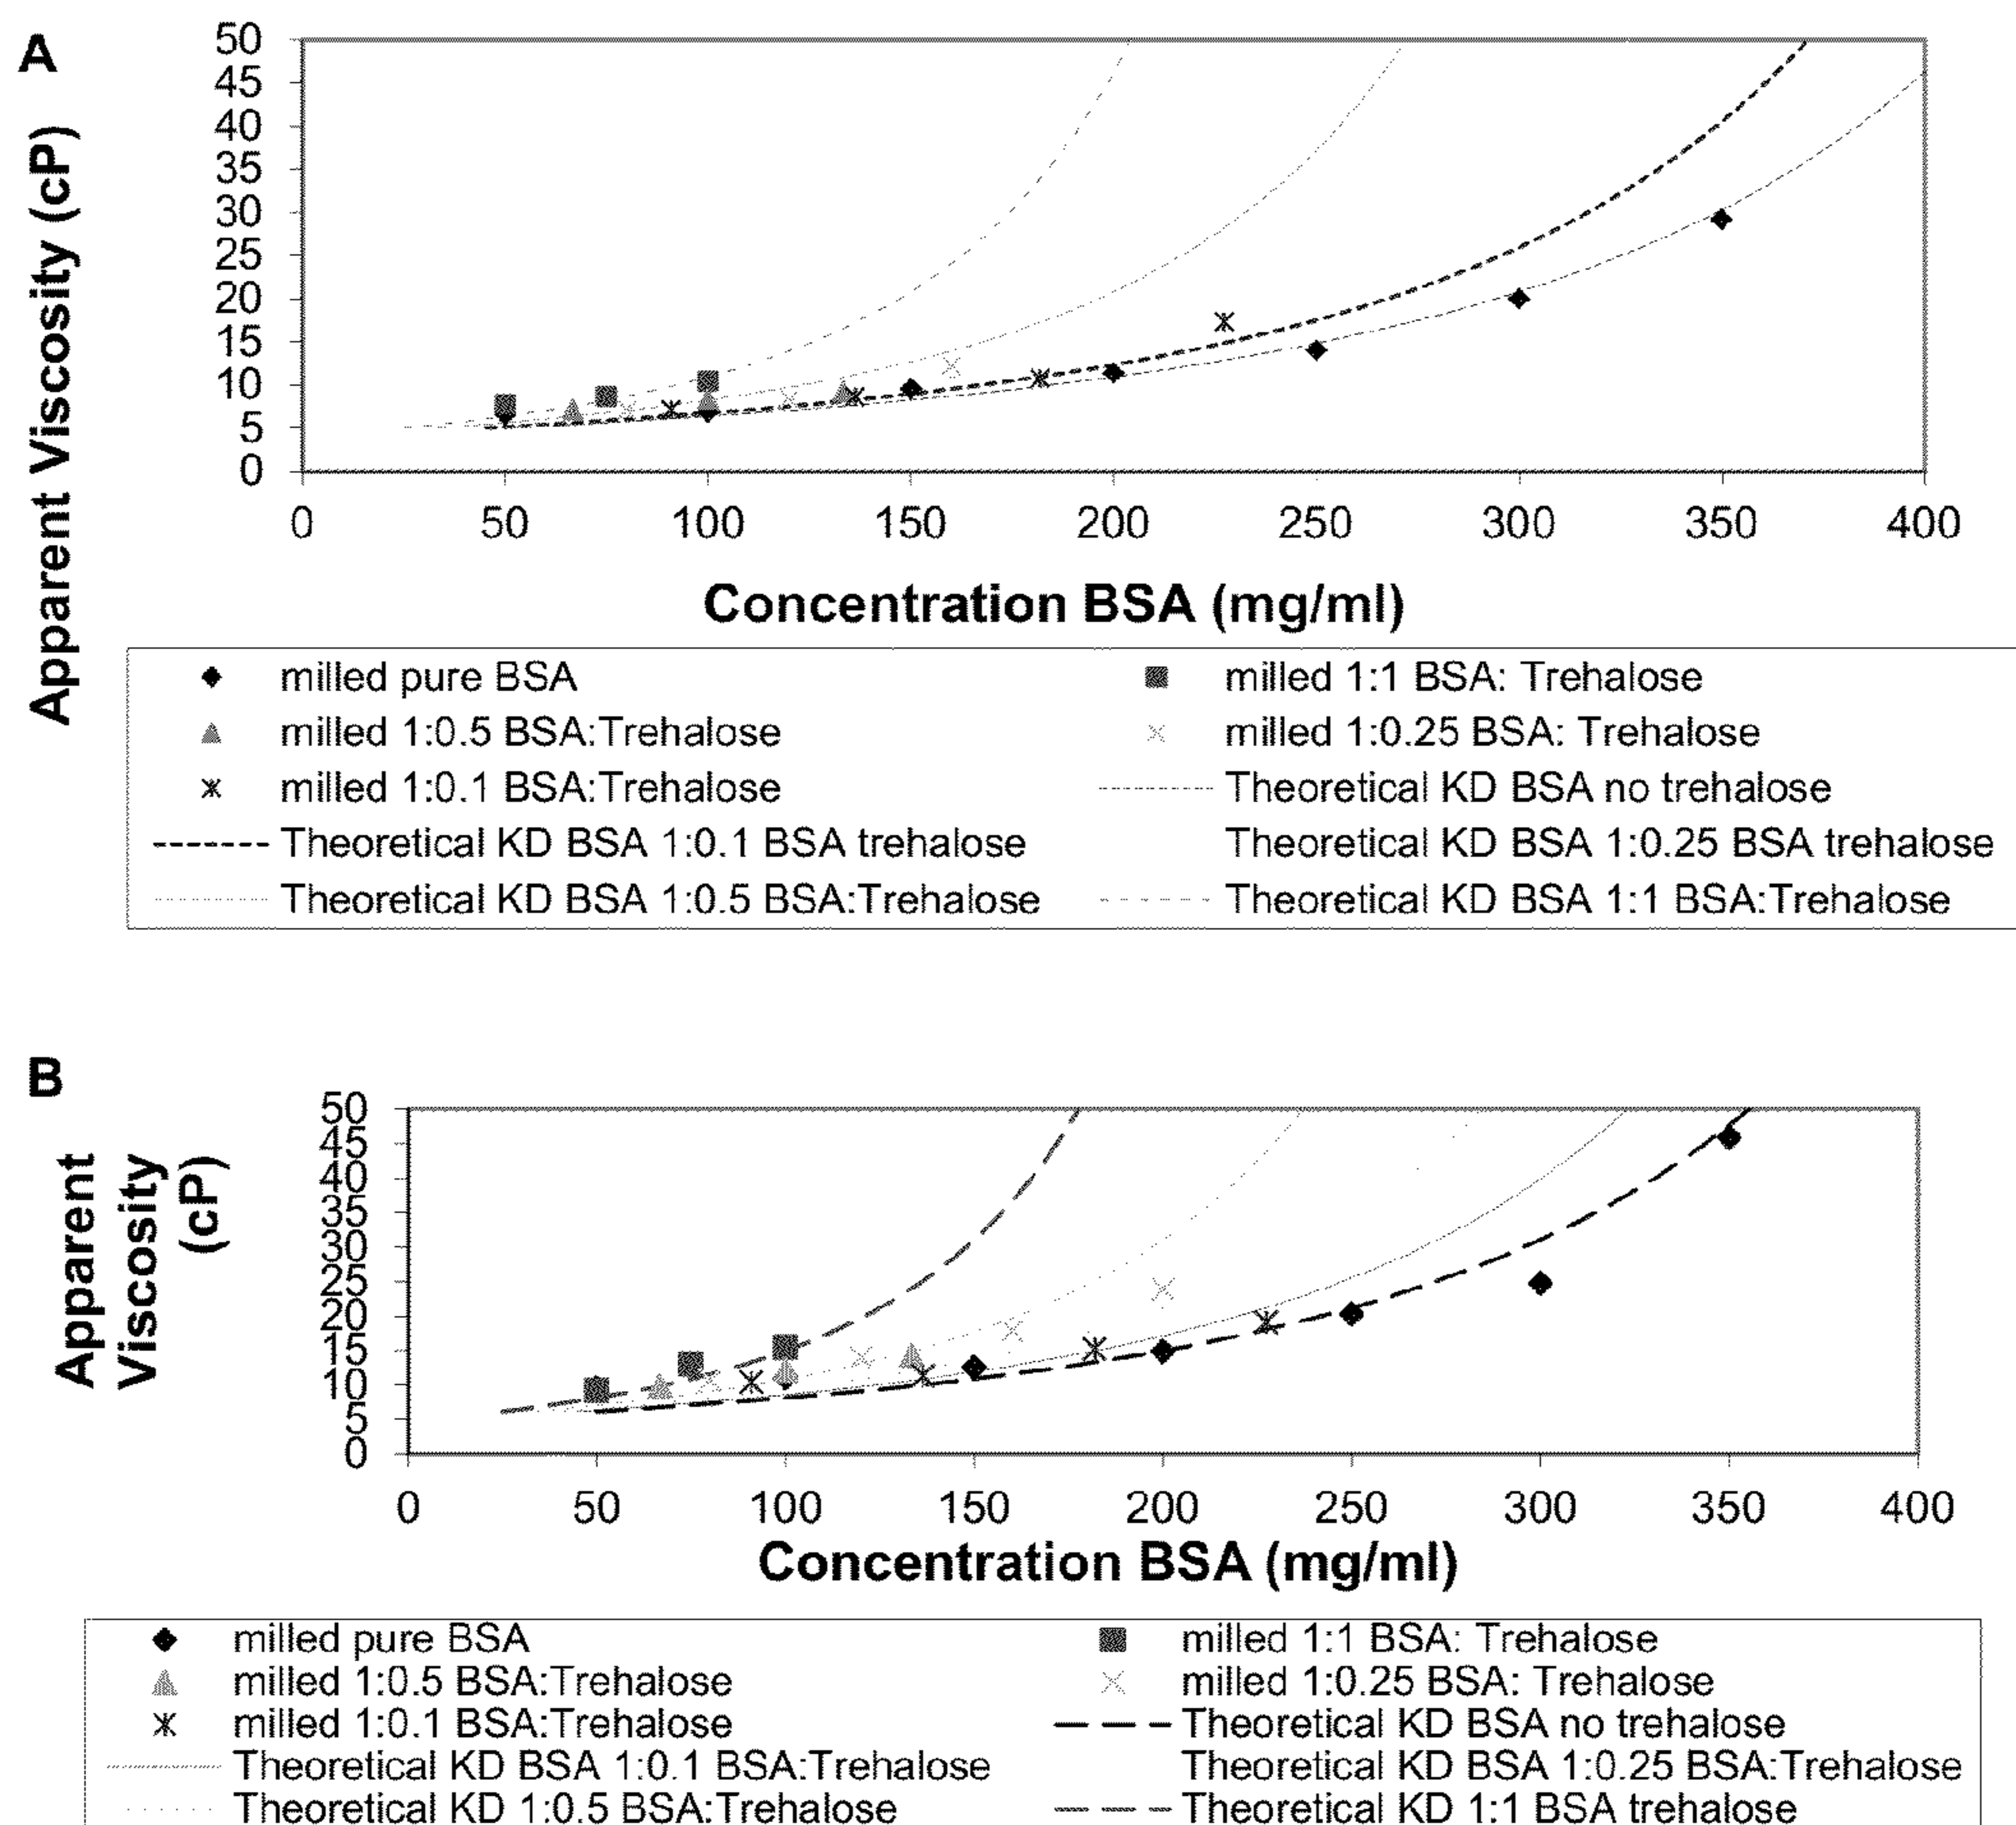 A
Apparent Viscosity (cP)
50
45
40
35
30
25
20
15
10
5
0
0 50 100 150 200 250 300 350 400
Concentration BSA (mg/ml)
milled pure BSA
milled 1:1 BSA: Trehalose
milled 1:0.5 BSA:Trehalose
milled 1:0.25 BSA: Trehalose
milled 1:0.1 BSA:Trehalose
Theoretical KD BSA no trehalose
Theoretical KD BSA 1:0.1 BSA trehalose
Theoretical KD BSA 1:0.25 BSA trehalose
Theoretical KD BSA 1:0.5 BSA:Trehalose
Theoretical KD BSA 1:1 BSA:Trehalose
B
Apparent
Viscosity
(cP)
50
45
40
35
30
25
20
15
10
5
0
0 50 100 150 200 250 300 350 400
Concentration BSA (mg/ml)
milled pure BSA
milled 1:1 BSA: Trehalose
milled 1:0.5 BSA:Trehalose
milled 1:0.25 BSA: Trehalose
milled 1:0.1 BSA:Trehalose
Theoretical KD BSA no trehalose
Theoretical KD BSA 1:0.1 BSA:Trehalose
Theoretical KD BSA 1:0.25 BSA:Trehalose
Theoretical KD 1:0.5 BSA:Trehalose
Theoretical KD 1:1 BSA trehalose